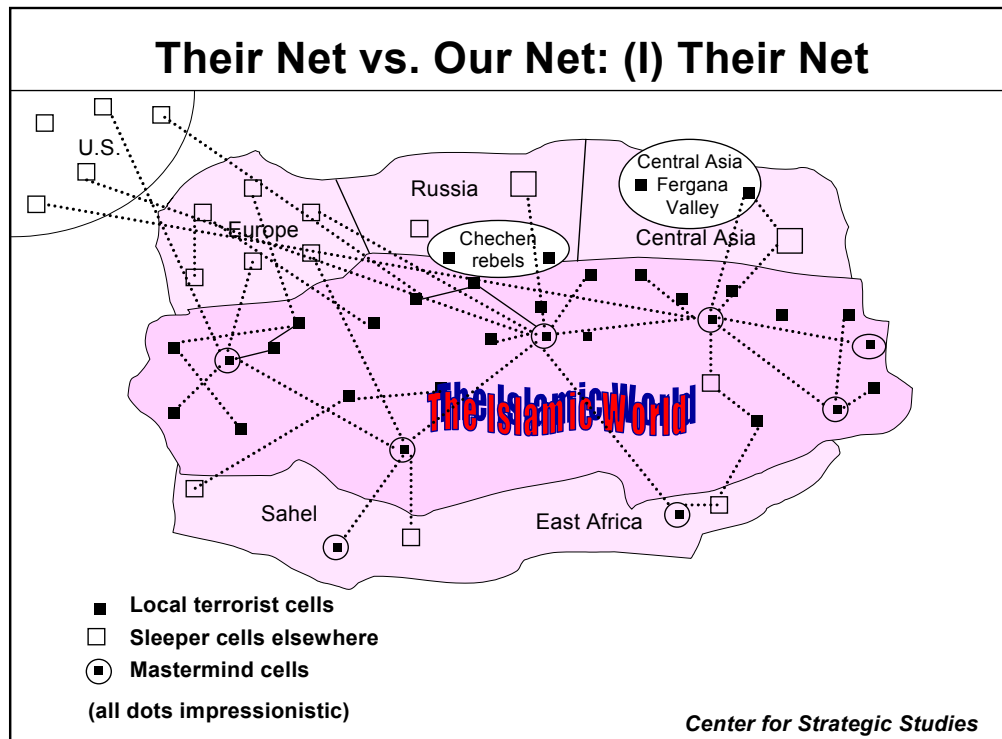 Their Net vs. Our Net: (I) Their Net
U.S.
Europe
Russia
Central Asia
Fergana
Valley
Central Asia
Chechen
rebels
The Islamic World
Sahel
East Africa
Local terrorist cells
Sleeper cells elsewhere
Mastermind cells
(all dots impressionistic)
Center for Strategic Studies